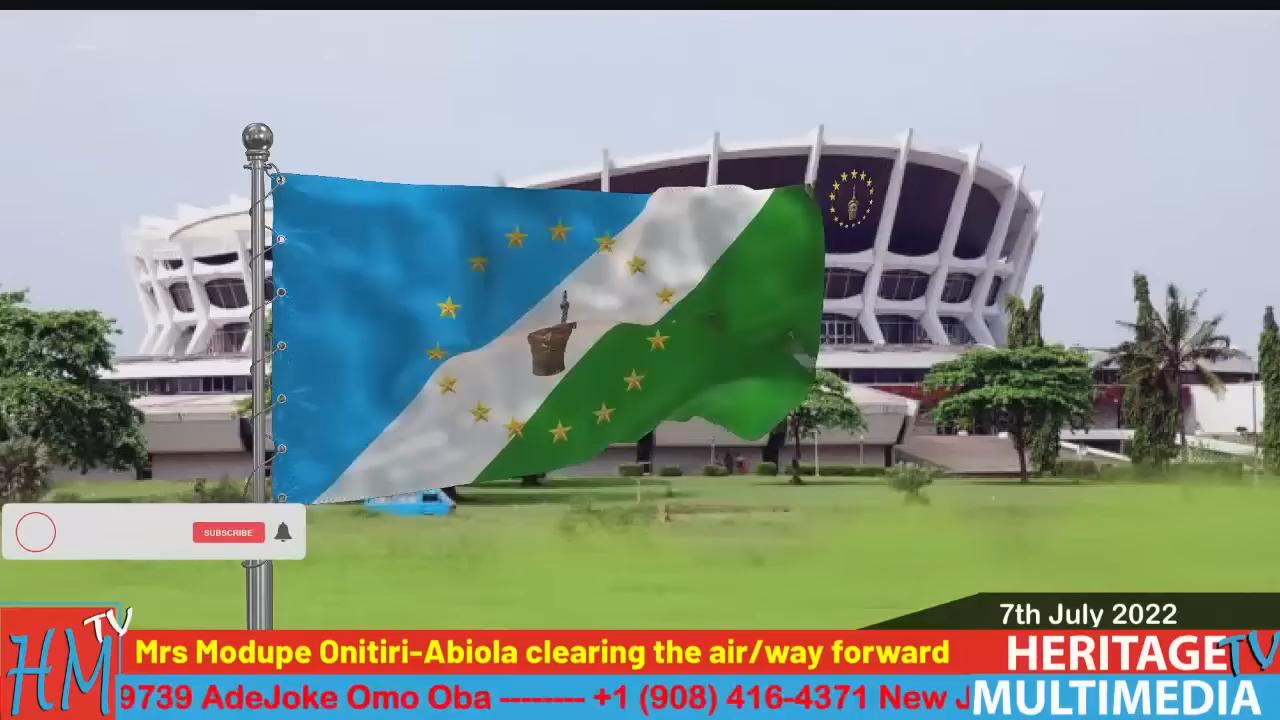 SUBSCRIBE
7th July 2022
HM TV
Mrs Modupe Onitiri-Abiola clearing the air/way forward
HERITAGE TV
9739 AdeJoke Omo Oba -------- +1 (908) 416-4371 New J
MULTIMEDIA